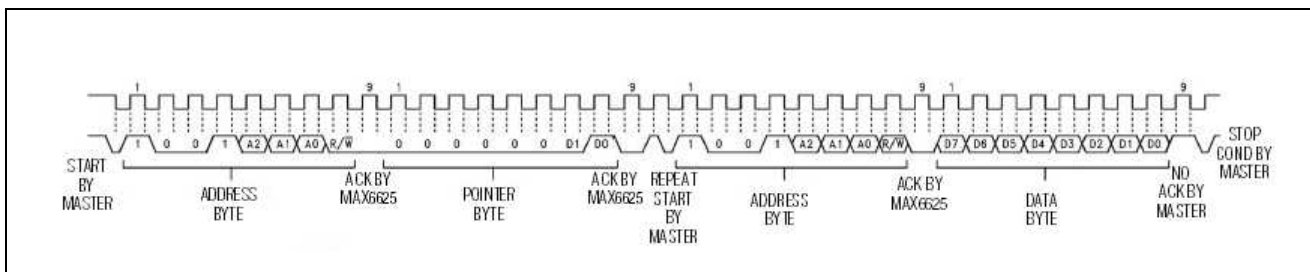 1 9 1 9 1 9 1 9
1 0 0 1 A2 A1 A0 R/W 0 0 0 0 0 0 D1 D0 1 0 0 1 A2 A1 A0 R/W D7 D6 D5 D4 D3 D2 D1 D0
START
BY
MASTER
ADDRESS
BYTE
ACK BY
MAX6625
POINTER
BYTE
ACK BY
MAX6625
REPEAT
START
BY
MASTER
ADDRESS
BYTE
ACK BY
MAX6625
DATA
BYTE
NO
ACK BY
MASTER
STOP
COND BY
MASTER